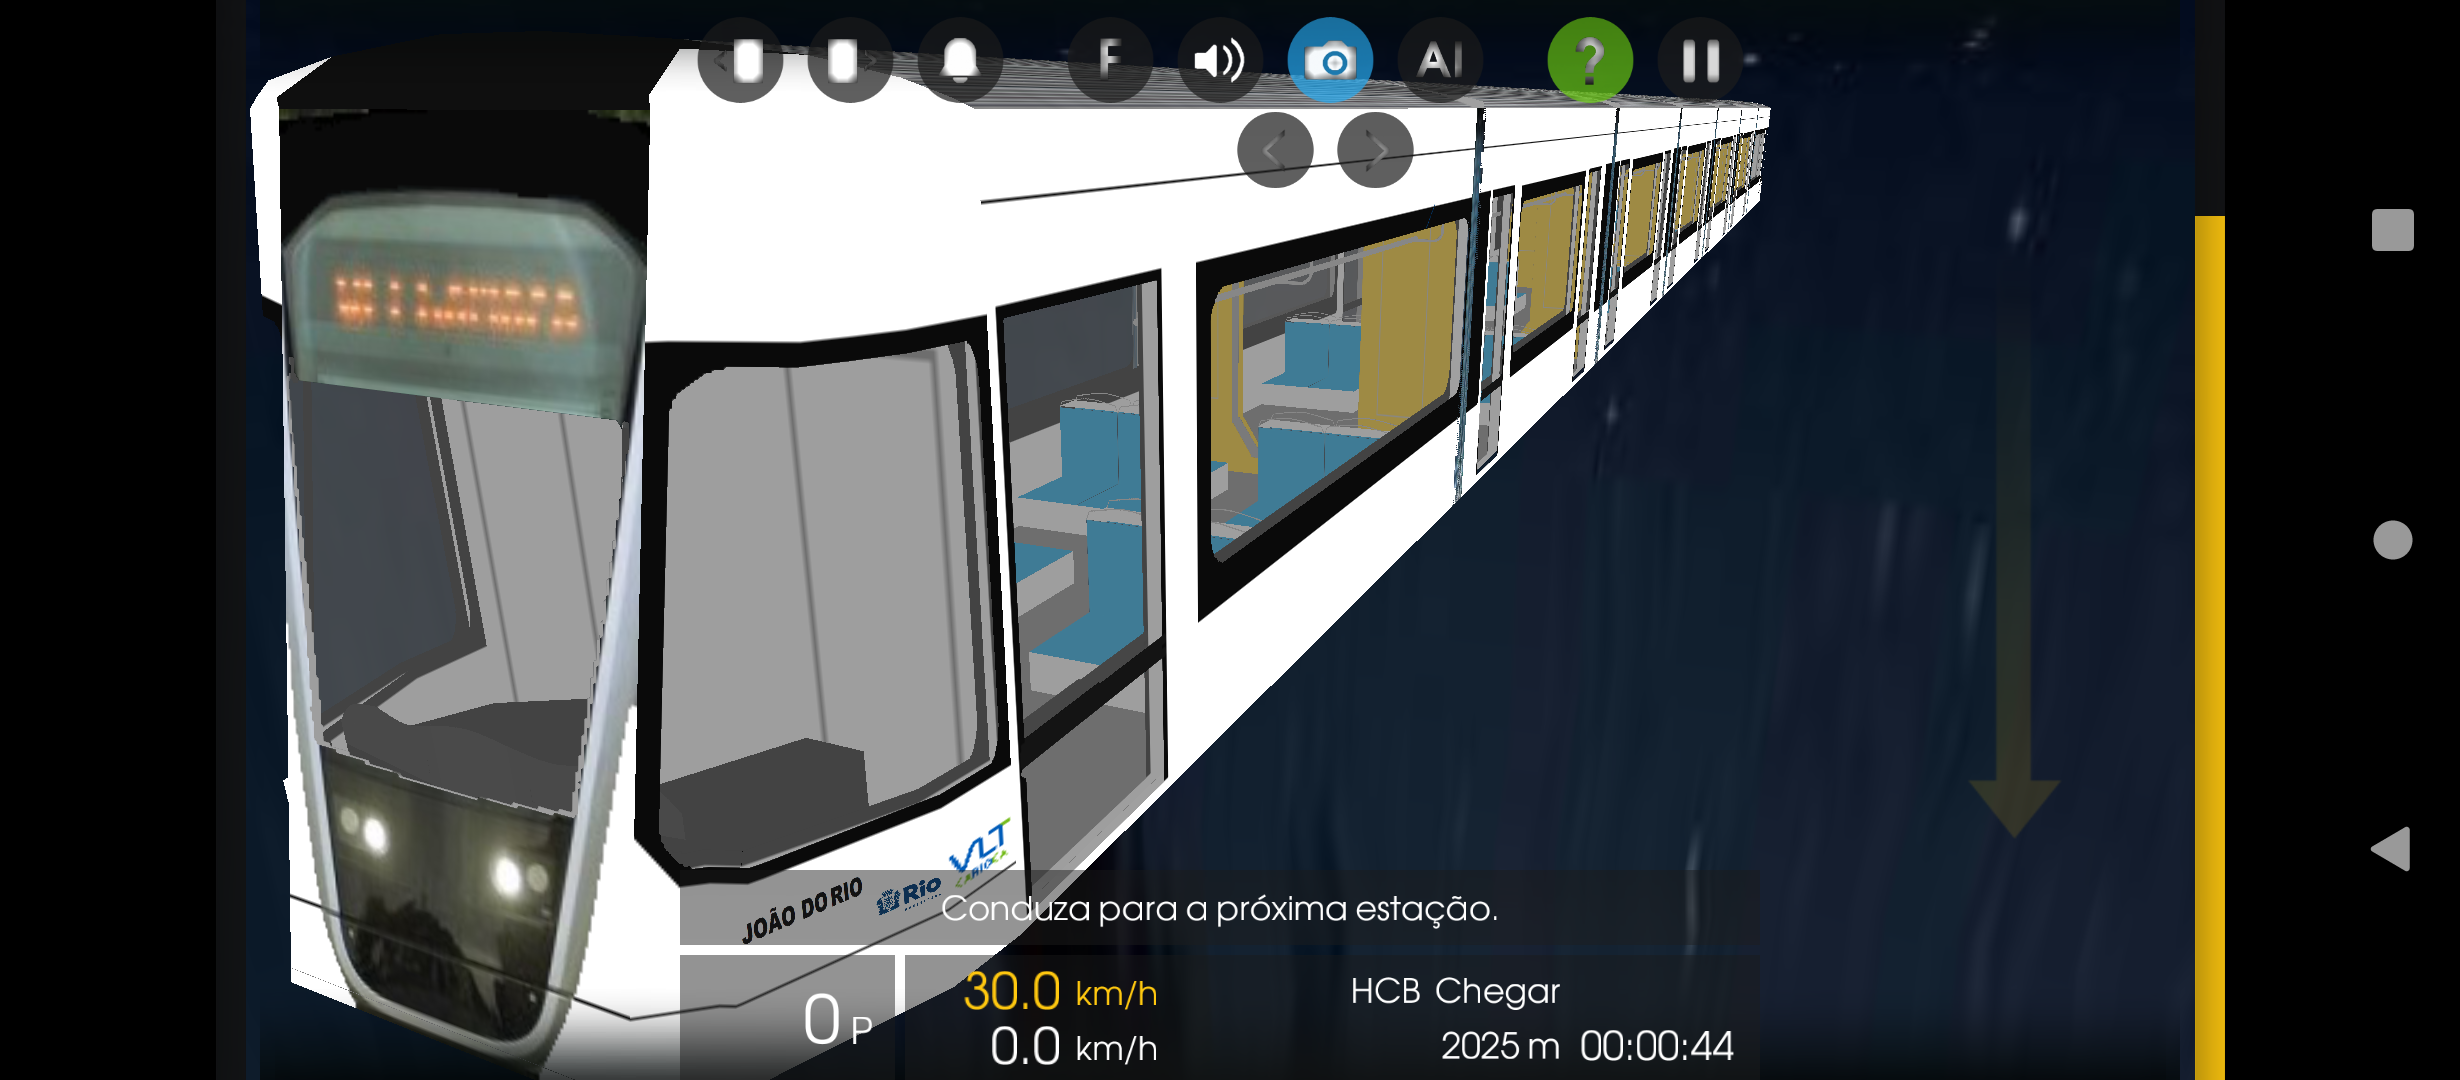 F
AI
?
JOÃO DO RIO
Rio
VLT
CARIOCA
Conduza para a próxima estação.
0 P
30.0 km/h
0.0 km/h
HCB Chegar
2025 m 00:00:44